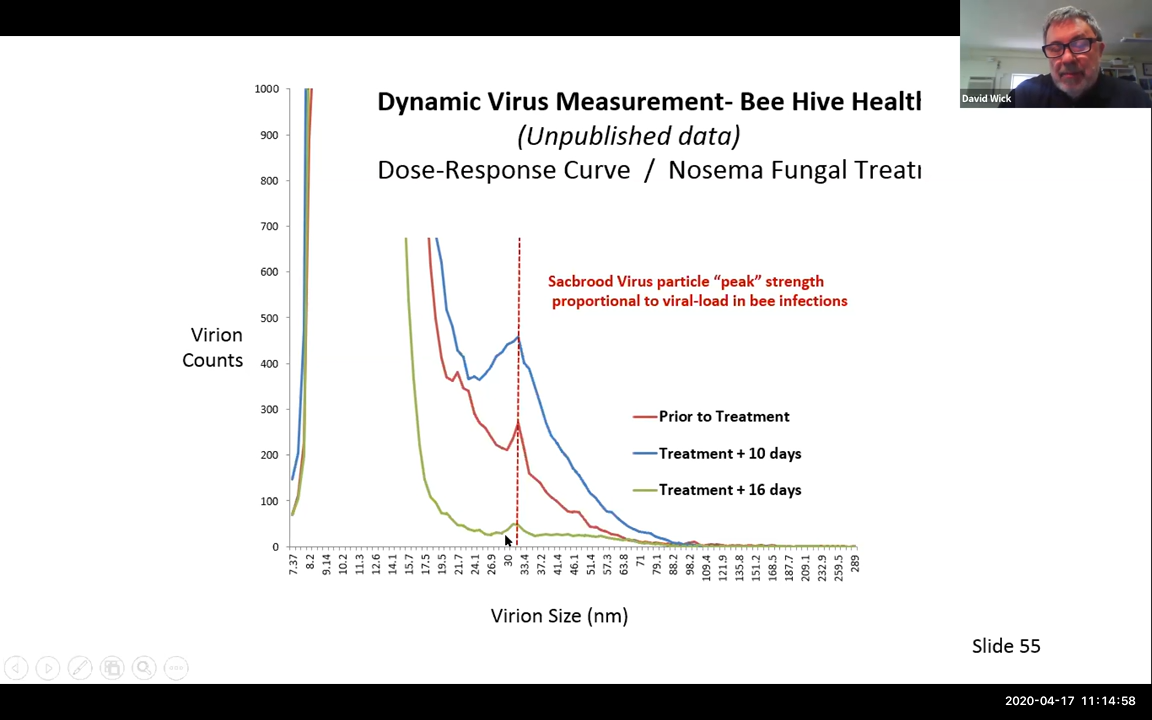 David Wick
Dynamic Virus Measurement- Bee Hive Health
(Unpublished data)
Dose-Response Curve / Nosema Fungal Treatr
1000
900
800
700
600
500
400
300
200
100
0
Virion
Counts
Sacbrood Virus particle “peak” strength
proportional to viral-load in bee infections
Prior to Treatment
Treatment + 10 days
Treatment + 16 days
7.37 8.2 9.14 10.2 11.3 12.6 14.1 15.7 17.5 19.5 21.7 24.1 26.9 30 33.4 37.2 41.4 46.1 51.4 57.3 63.8 71 79.1 88.2 98.2 109.4 121.9 135.8 151.2 168.5 187.7 209.1 232.9 259.5 289
Virion Size (nm)
Slide 55
2020-04-17 11:14:58